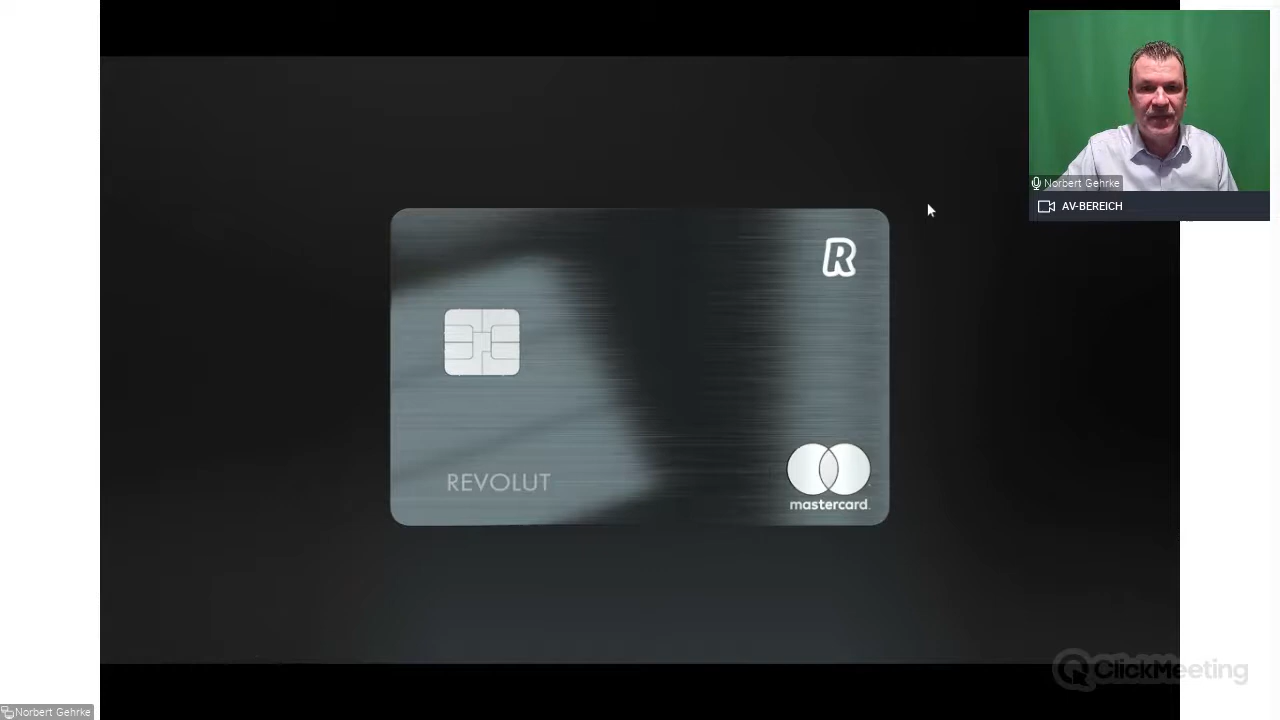 Norbert Gehrke
AV-BEREICH
R
REVOLUT
mastercard.
ClickMeeting
Norbert Gehrke